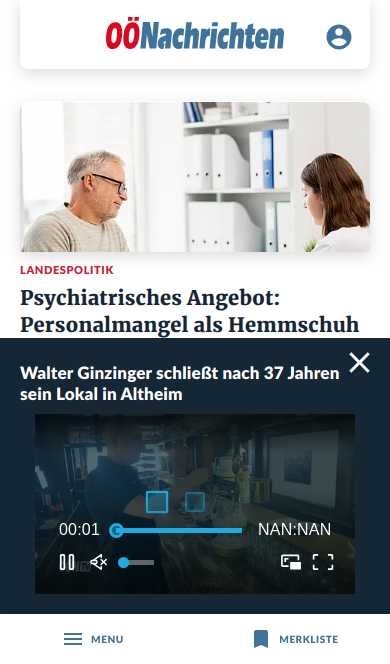 OÖNachrichten
LANDESPOLITIK
Psychiatrisches Angebot:
Personalmangel als Hemmschuh
Walter Ginzinger schließt nach 37 Jahren
sein Lokal in Altheim
00:01
NAN:NAN
MENU
MERKLISTE